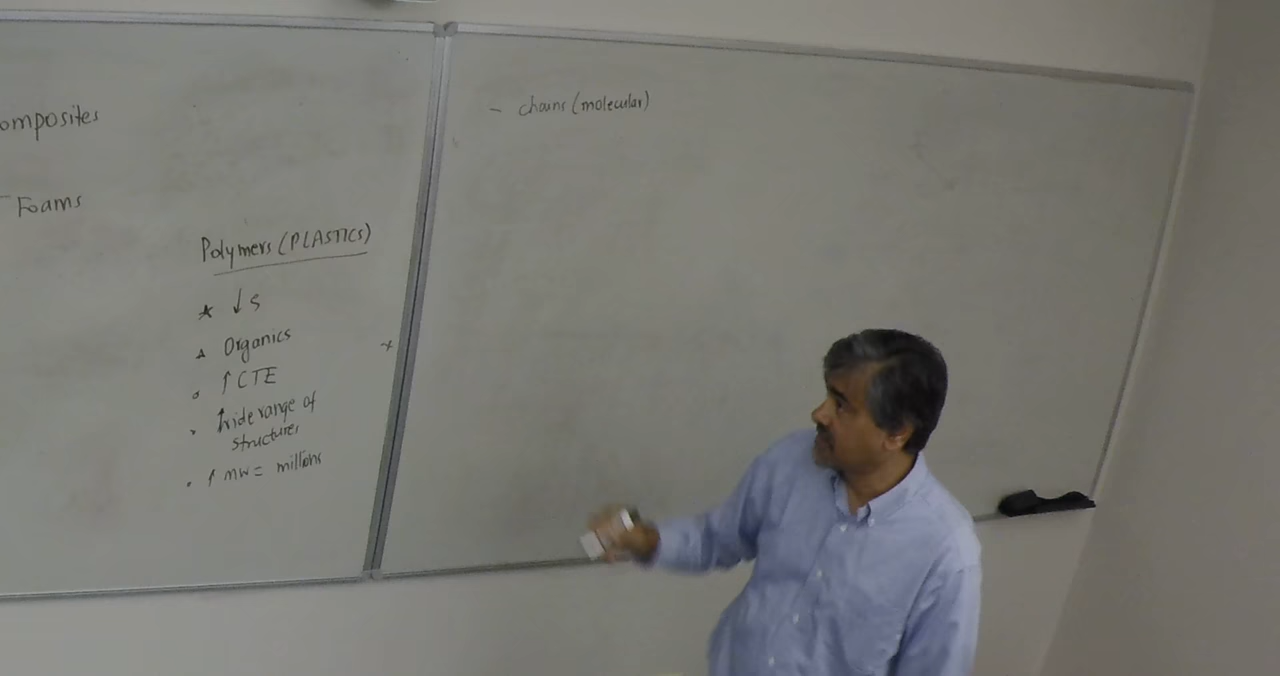 omposites
- Foams
Polymers (PLASTICS)
* ↓ S
Organics
↑ CTE
wide range of
structures
• ↑ MW = millions
- chains (molecular)